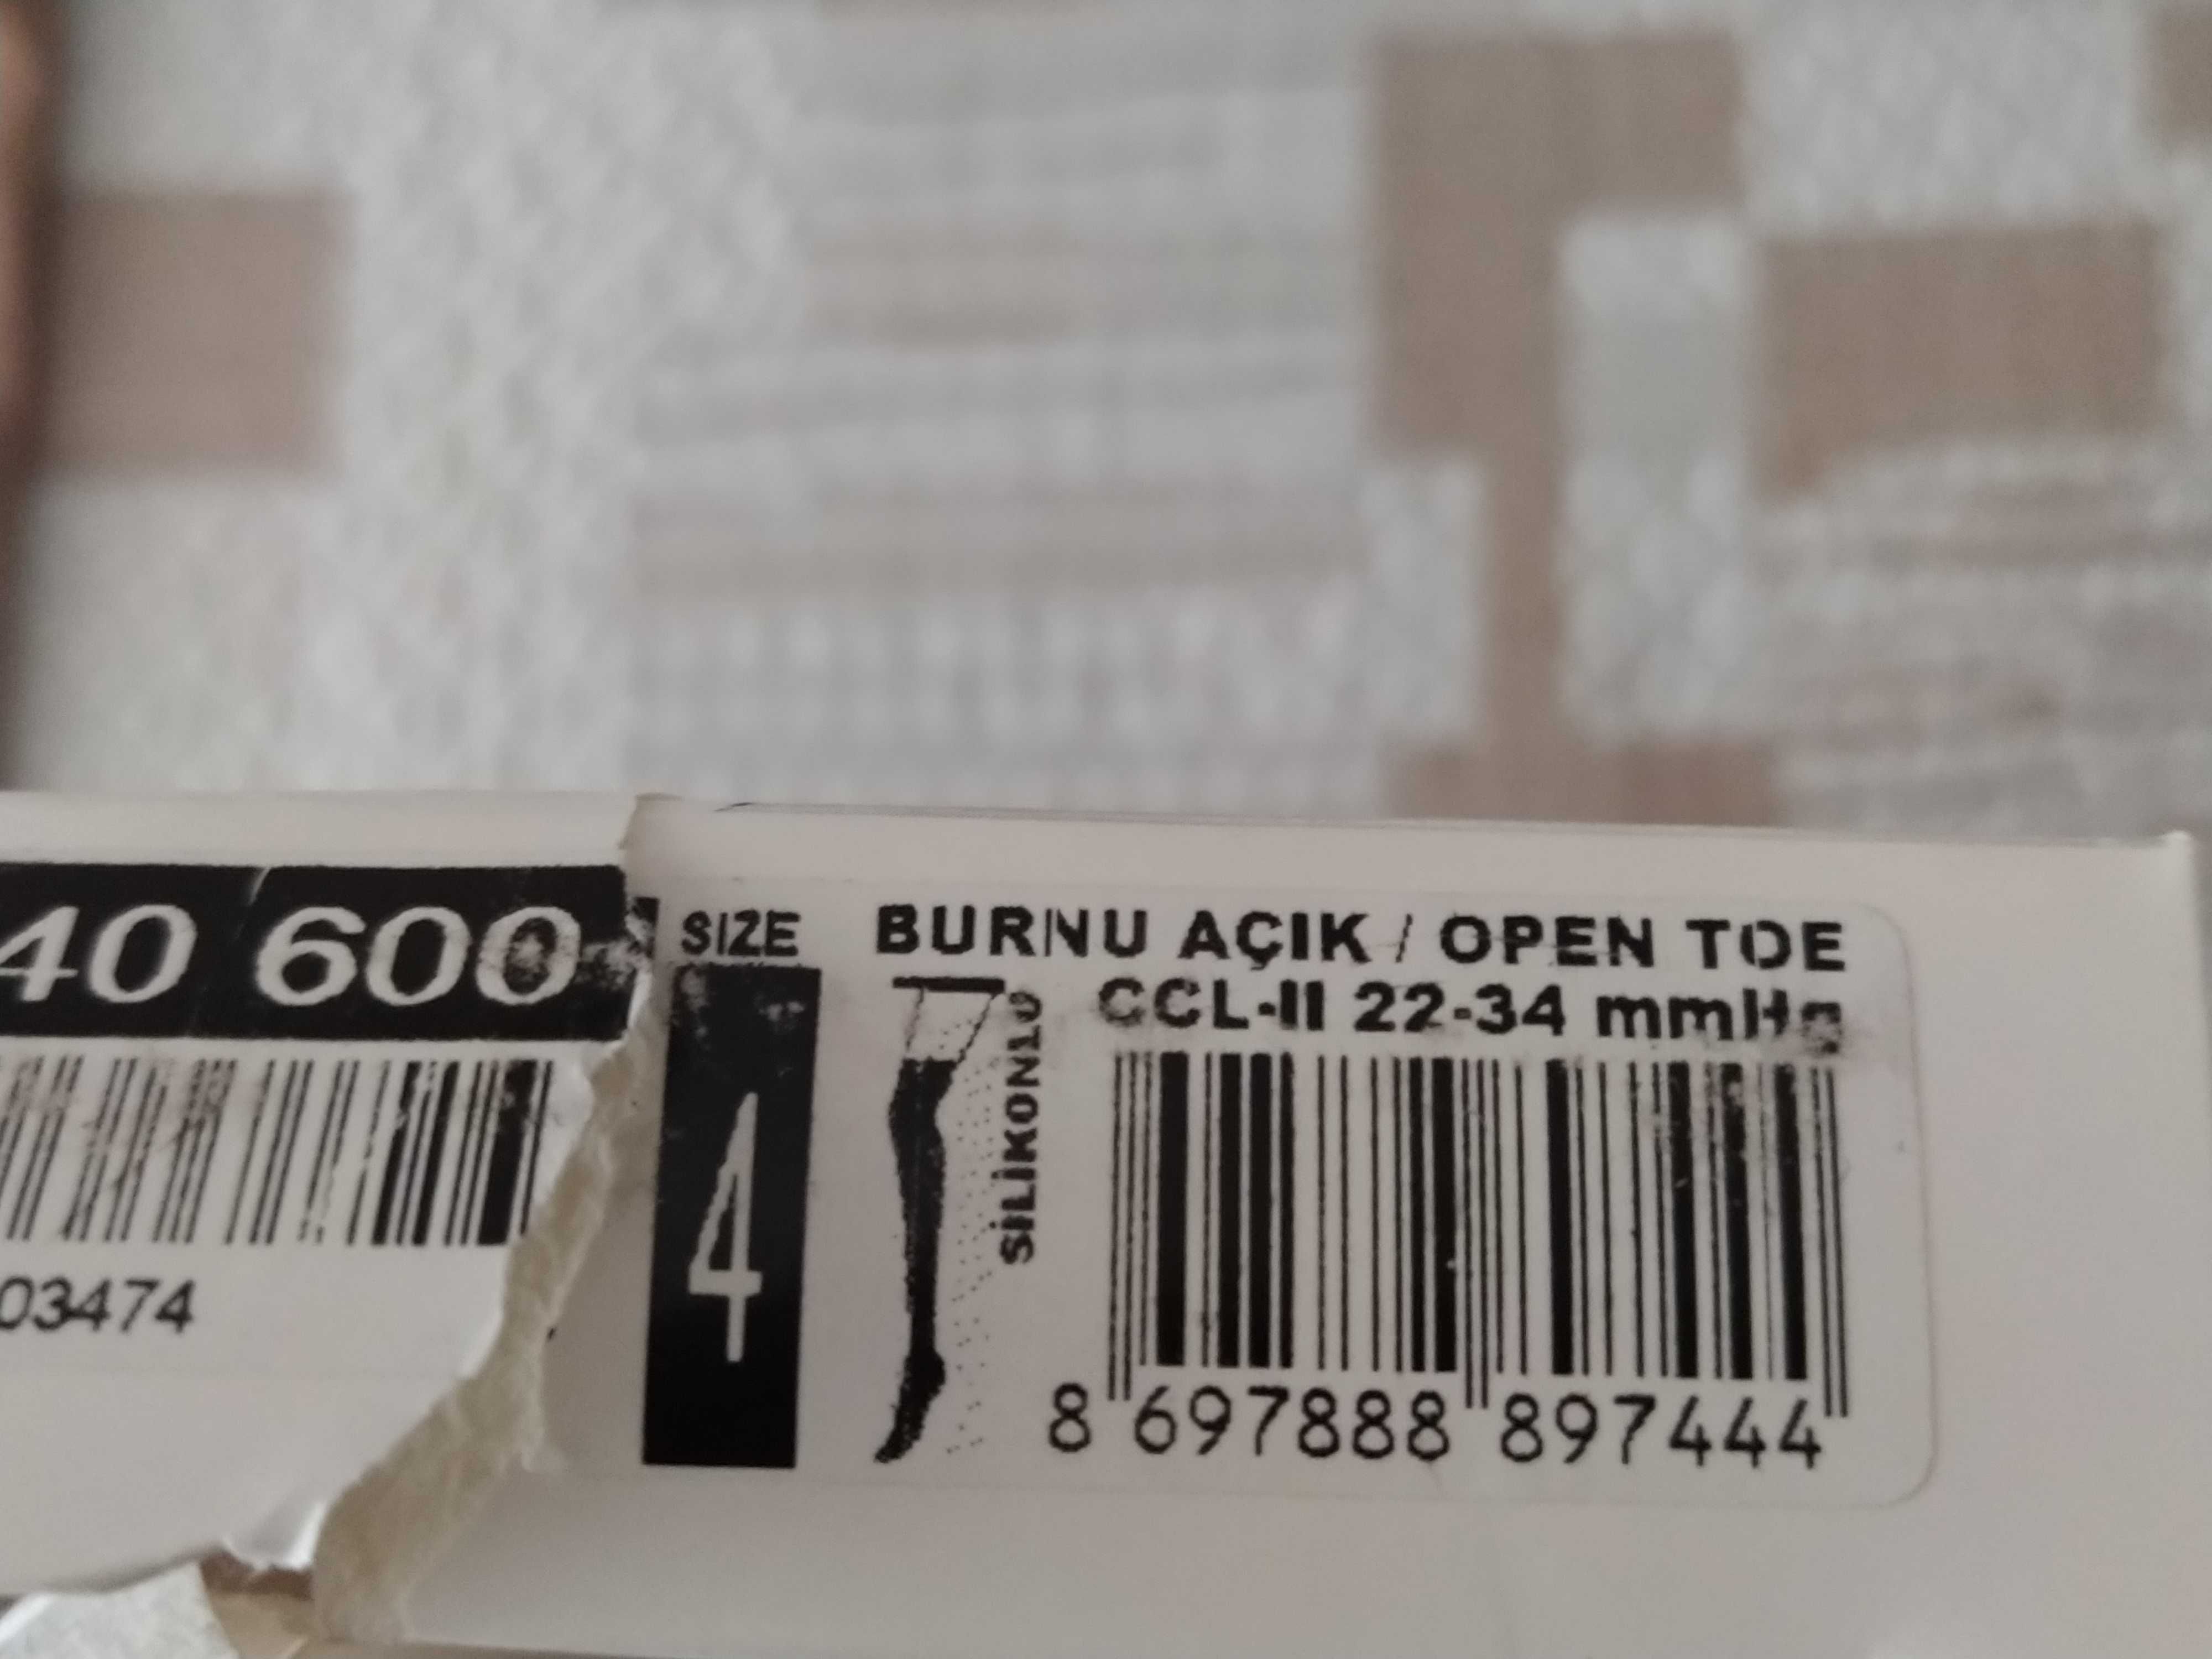 40 600
03474
SIZE
4
BURNU AÇIK / OPEN TOE
CCL-II 22-34 mmHg
SİLİKONLU
8 697888 897444